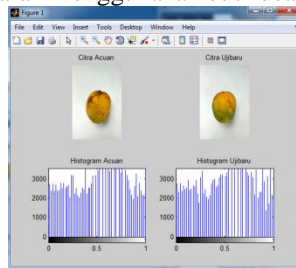 Figure 1
File Edit View Insert Tools Desktop Window Help
Citra Acuan Citra Ujibaru
Histogram Acuan Histogram Ujibaru
3000 3000
2000 2000
1000 1000
0 0
0 0.5 1 0 0.5 1